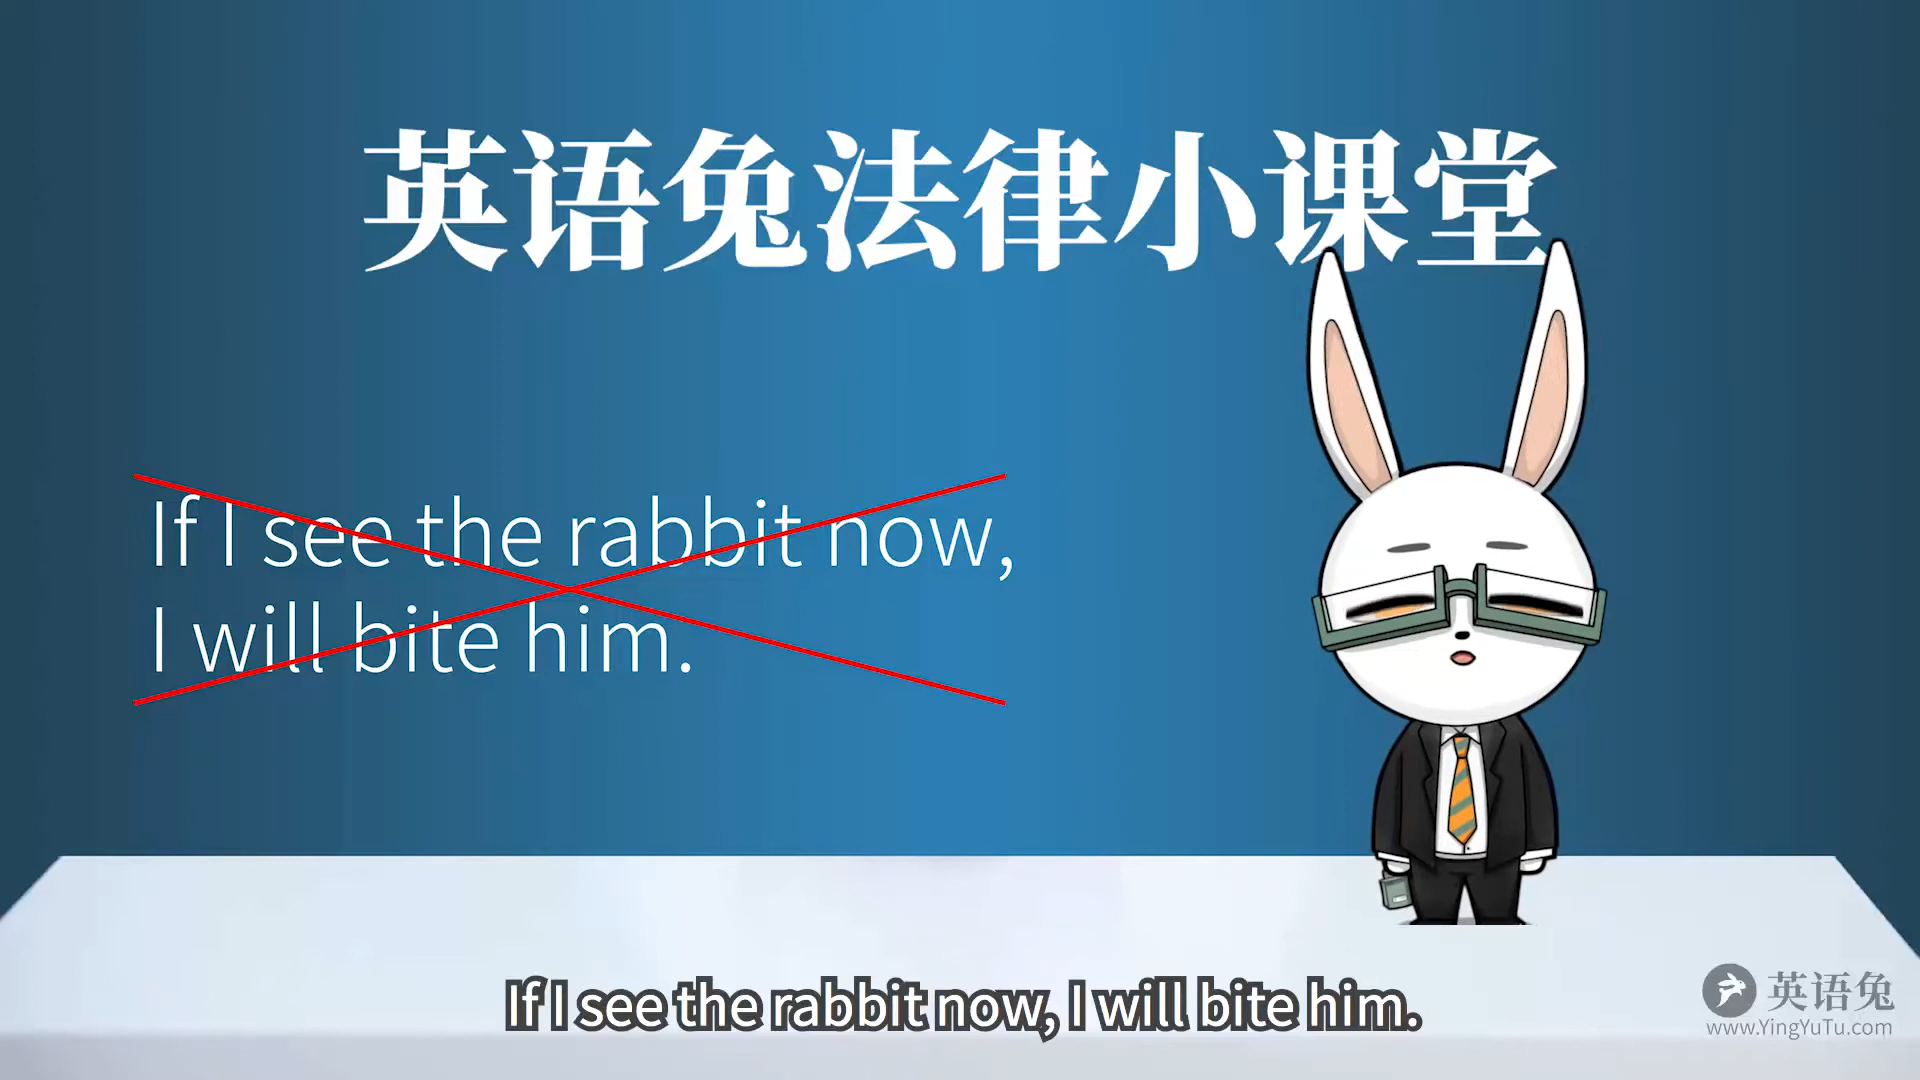 英语兔法律小课堂
If I see the rabbit now,
I will bite him.
If I see the rabbit now, I will bite him.
英语兔
www.YingYuTu.com